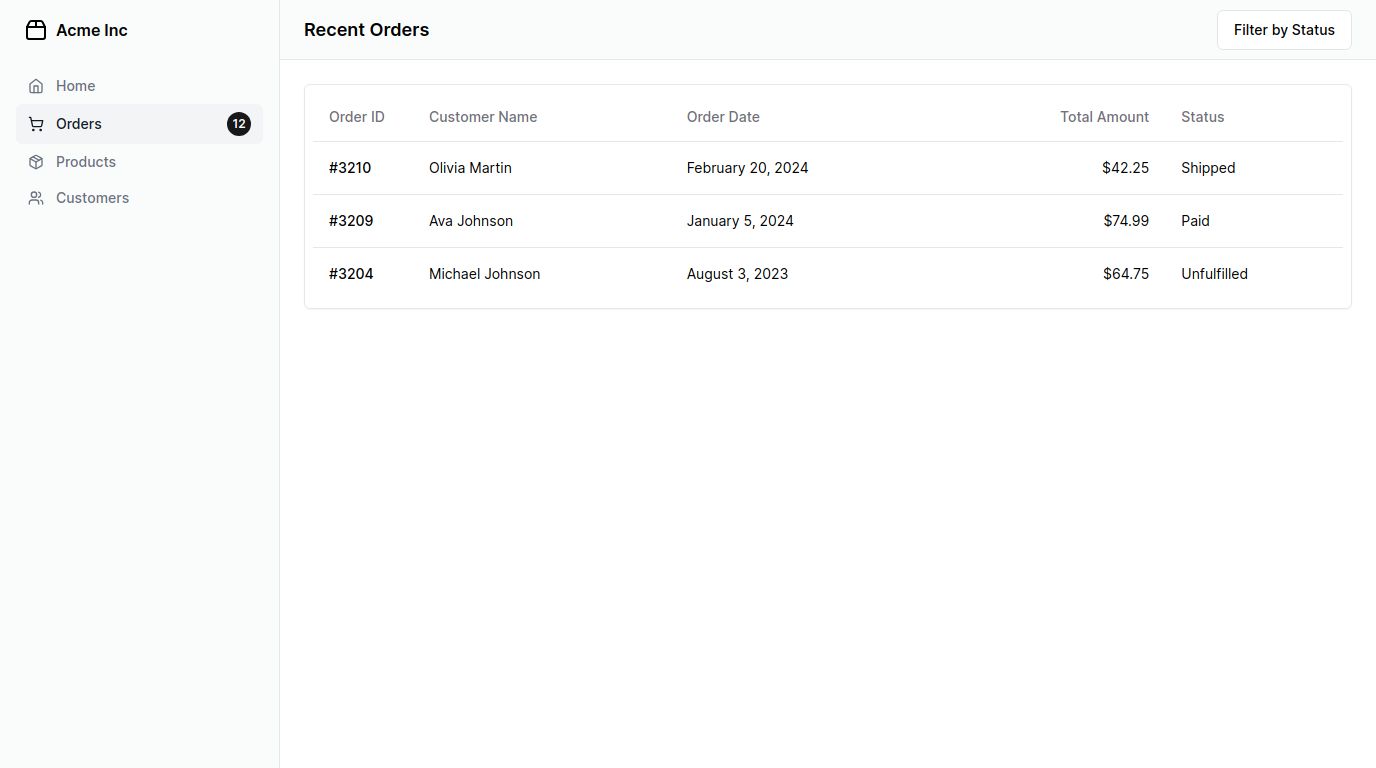 Acme Inc
Home
Orders 12
Products
Customers
Recent Orders Filter by Status
Order ID Customer Name Order Date Total Amount Status
#3210 Olivia Martin February 20, 2024 $42.25 Shipped
#3209 Ava Johnson January 5, 2024 $74.99 Paid
#3204 Michael Johnson August 3, 2023 $64.75 Unfulfilled